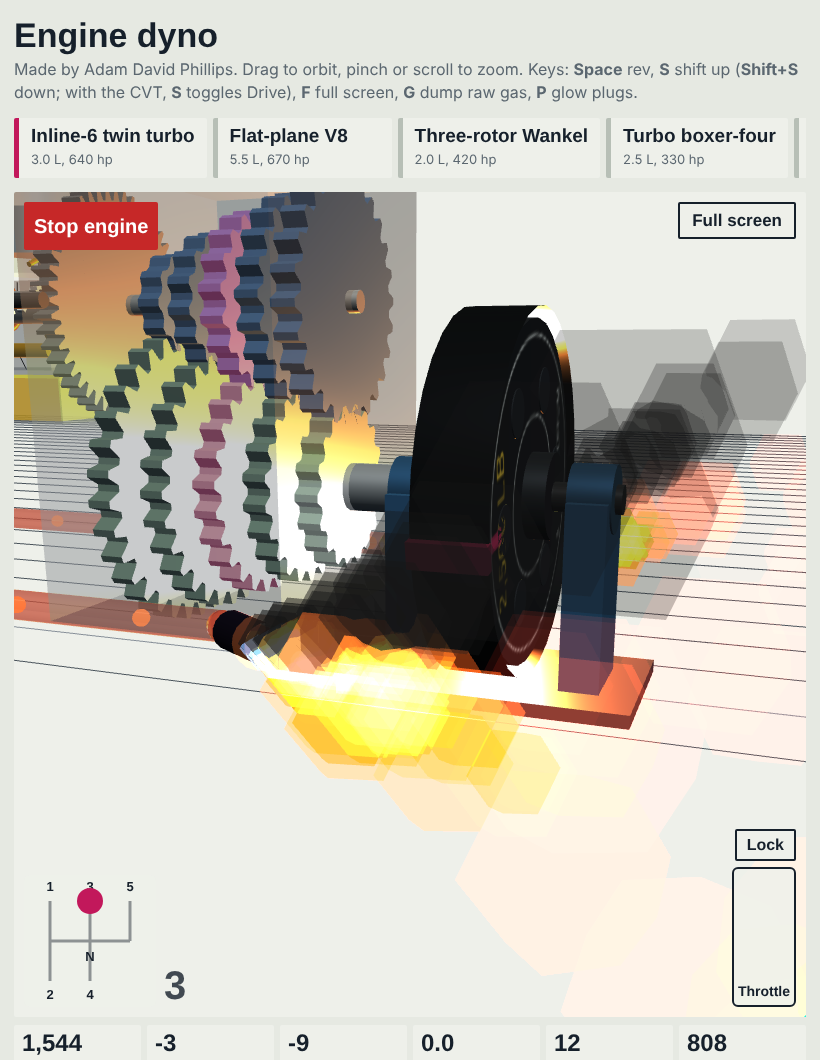 Engine dyno
Made by Adam David Phillips. Drag to orbit, pinch or scroll to zoom. Keys: Space rev, S shift up (Shift+S
down; with the CVT, S toggles Drive), F full screen, G dump raw gas, P glow plugs.
Inline-6 twin turbo
3.0 L, 640 hp
Flat-plane V8
5.5 L, 670 hp
Three-rotor Wankel
2.0 L, 420 hp
Turbo boxer-four
2.5 L, 330 hp
Stop engine
Full screen
Lock
Throttle
1 3 5
N
2 4
3
1,544 -3 -9 0.0 12 808